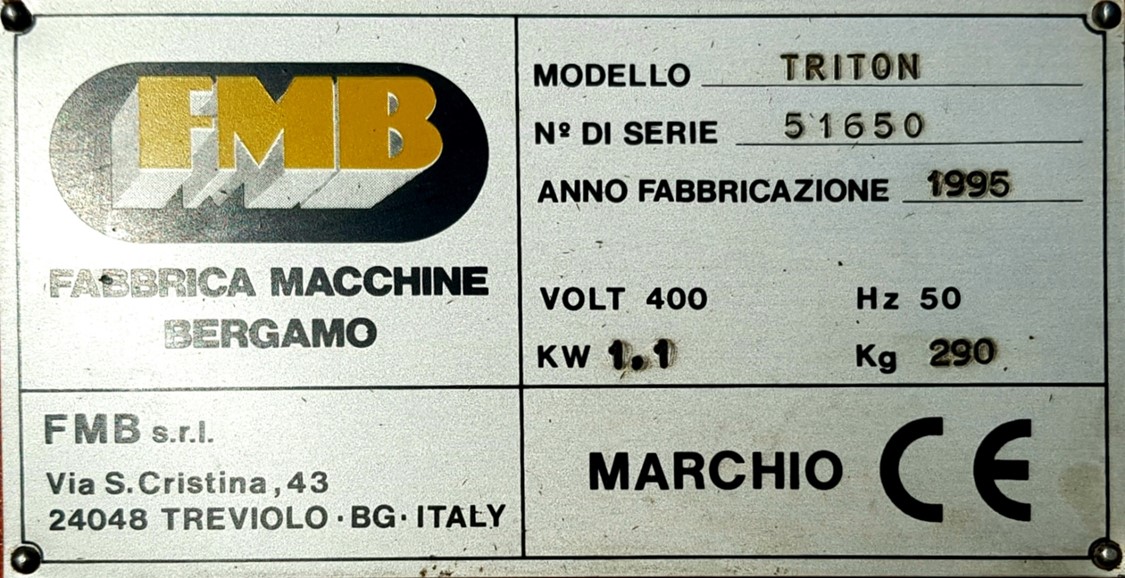 FMB
FABBRICA MACCHINE
BERGAMO
MODELLO TRITON
Nº DI SERIE 51650
ANNO FABBRICAZIONE 1995
VOLT 400 Hz 50
KW 1.1 Kg 290
FMB s.r.l.
Via S.Cristina,43
24048 TREVIOLO·BG·ITALY
MARCHIO CE